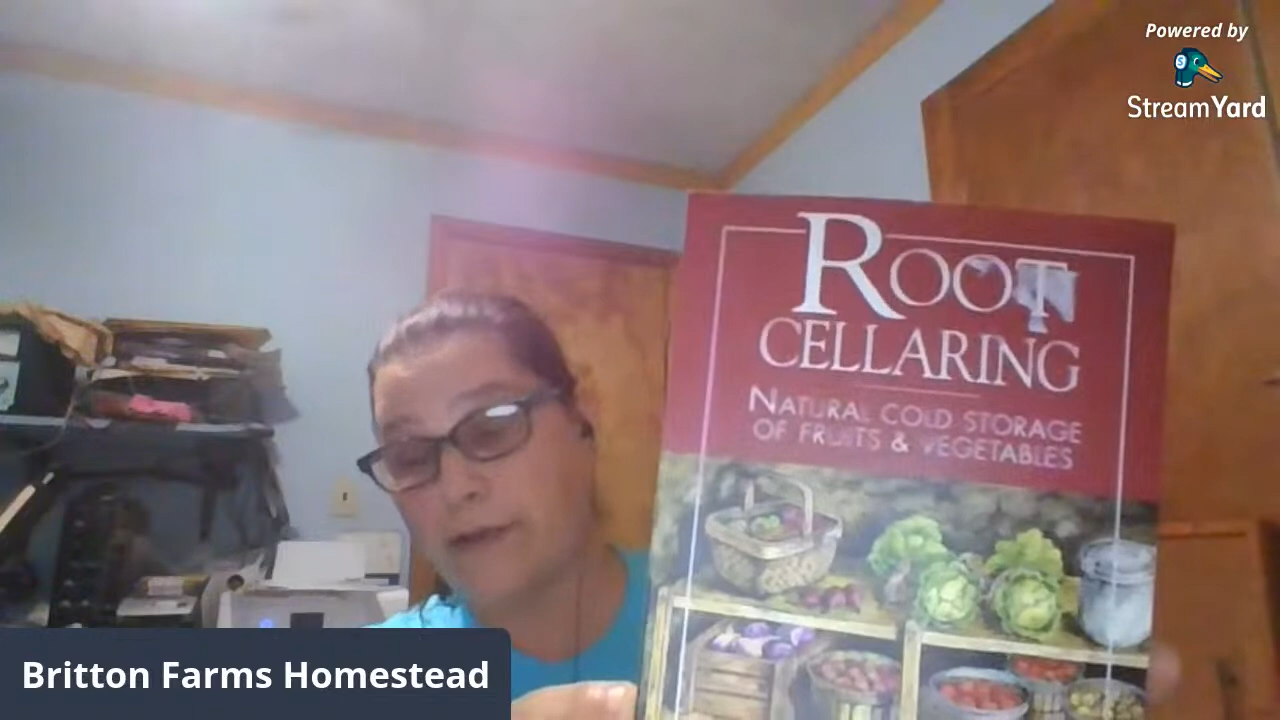 Powered by
StreamYard
ROOT
CELLARING
NATURAL COLD STORAGE
OF FRUITS & VEGETABLES
Britton Farms Homestead